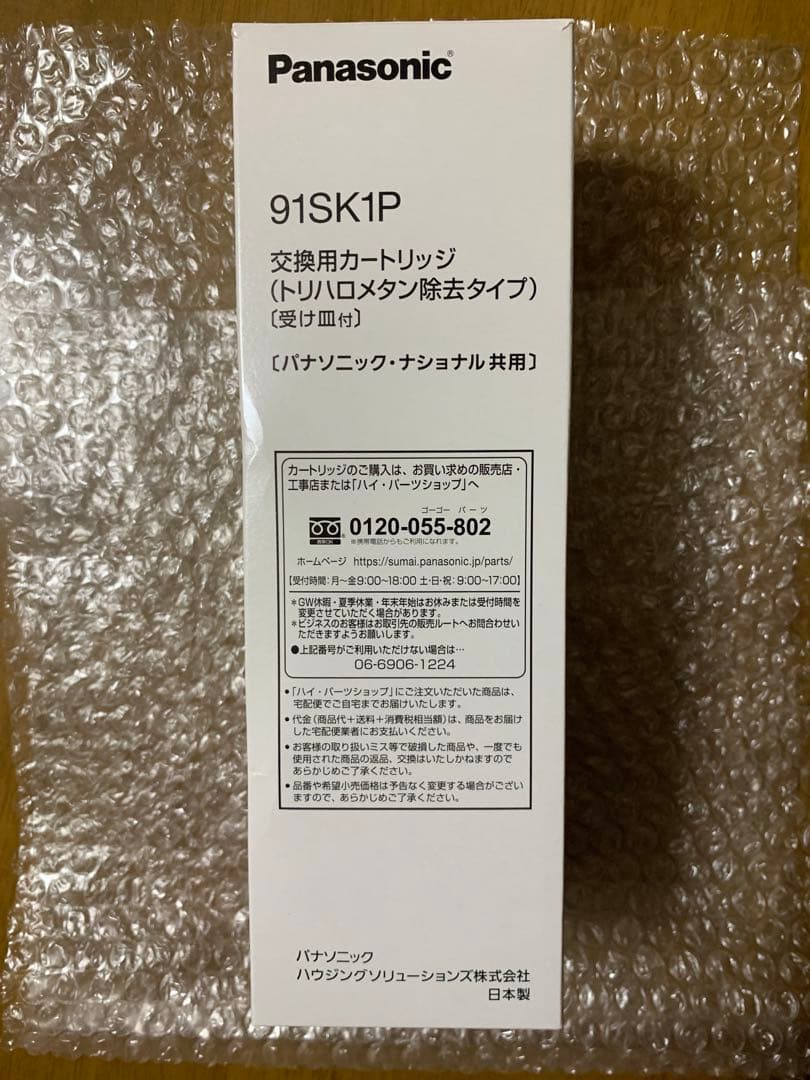 Panasonic®
91SK1P
交換用カートリッジ
(トリハロメタン除去タイプ)
〔受け皿付〕
〔パナソニック・ナショナル共用〕
カートリッジのご購入は、お買い求めの販売店・
工事店または「ハイ・パーツショップ」へ
ゴーゴー パーツ
0120-055-802
※携帯電話からもご利用になれます。
ホームページ https://sumai.panasonic.jp/parts/
【受付時間:月〜金9:00〜18:00 土・日・祝:9:00〜17:00】
*GW休暇・夏季休業・年末年始はお休みまたは受付時間を
変更させていただく場合があります。
*ビジネスのお客様はお取引先の販売ルートへお問合わせい
ただきますようお願いします。
●上記番号がご利用いただけない場合は…
06-6906-1224
●「ハイ・パーツショップ」にご注文いただいた商品は、
宅配便でご自宅までお届けいたします。
●代金(商品代+送料+消費税相当額)は、商品をお届け
した宅配便業者にお支払いください。
●お客様の取り扱いミス等で破損した商品や、一度でも
使用された商品の返品、交換はいたしかねますので
あらかじめご了承ください。
●品番や希望小売価格は予告なく変更する場合がござい
ますので、あらかじめご了承ください。
パナソニック
ハウジングソリューションズ株式会社
日本製